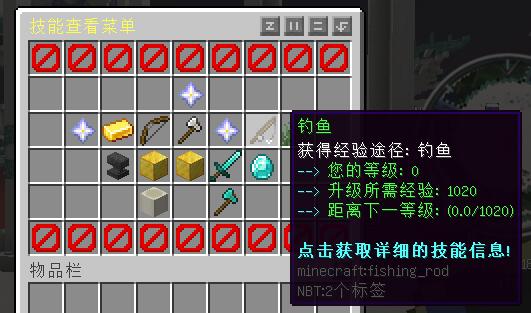 技能查看菜单
钓鱼
获得经验途径: 钓鱼
--> 您的等级: 0
--> 升级所需经验: 1020
--> 距离下一等级: (0.0/1020)
点击获取详细的技能信息!
minecraft:fishing_rod
NBT:2个标签
物品栏